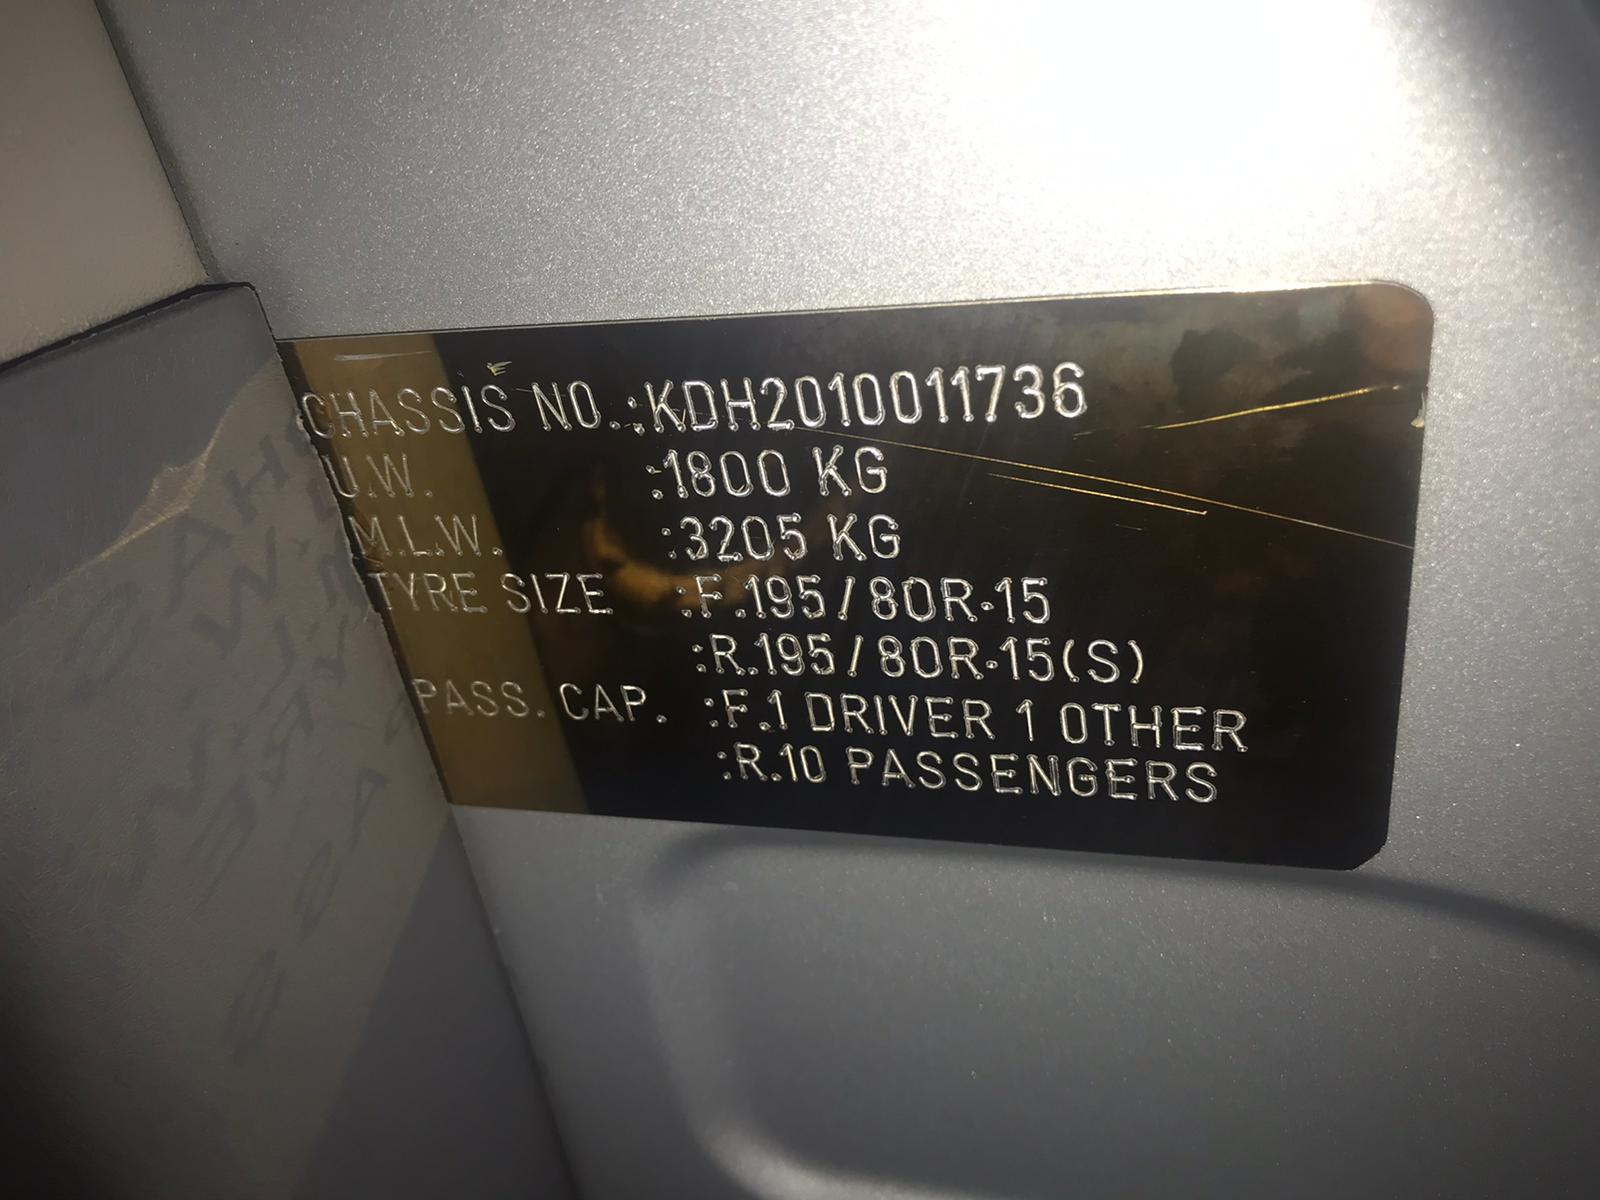 CHASSIS NO.:KDH2010011736
U.W. :1800 KG
M.L.W. :3205 KG
TYRE SIZE :F.195/80R-15
:R.195/80R-15(S)
PASS. CAP. :F.1 DRIVER 1 OTHER
:R.10 PASSENGERS